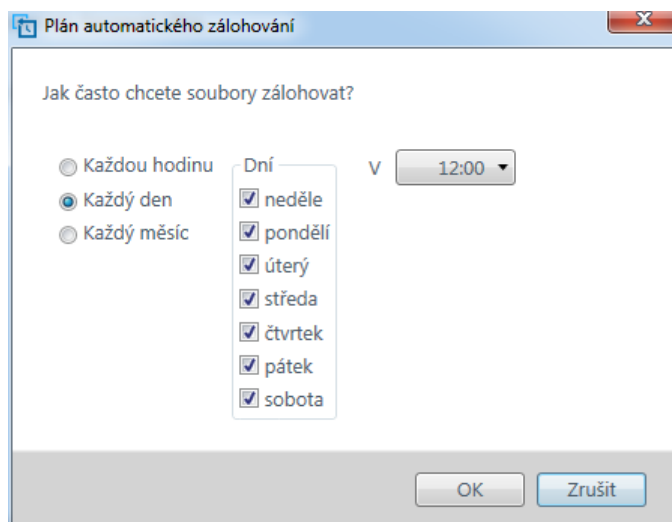 Plán automatického zálohování
Jak často chcete soubory zálohovat?
Každou hodinu
Každý den
Každý měsíc
Dní
neděle
pondělí
úterý
středa
čtvrtek
pátek
sobota
V 12:00
OK Zrušit